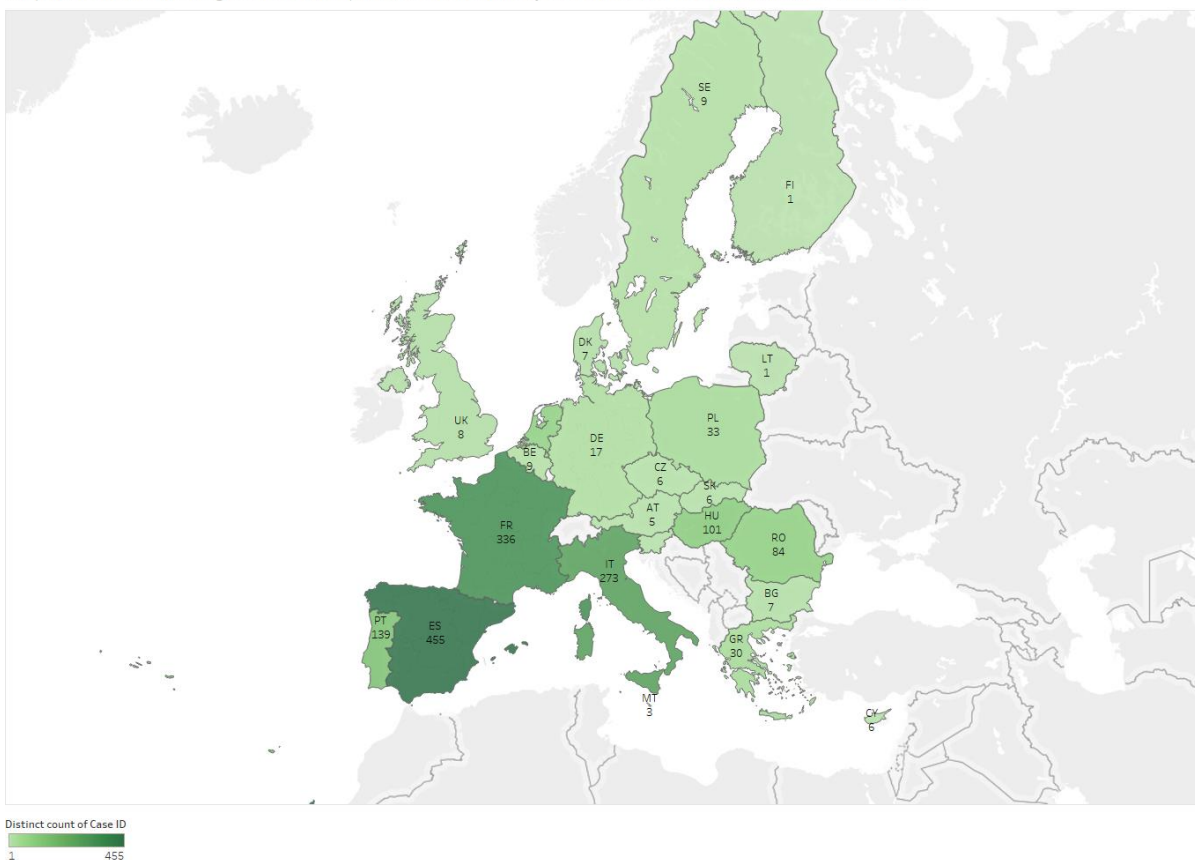 SE
9
FI
1
DK
7
LT
1
UK
8
PL
33
DE
17
BE
9
CZ
6
SK
6
AT
5
HU
101
FR
336
RO
84
IT
273
BG
7
PT
139
ES
455
GR
30
MT
3
CY
6
Distinct count of Case ID
1 455